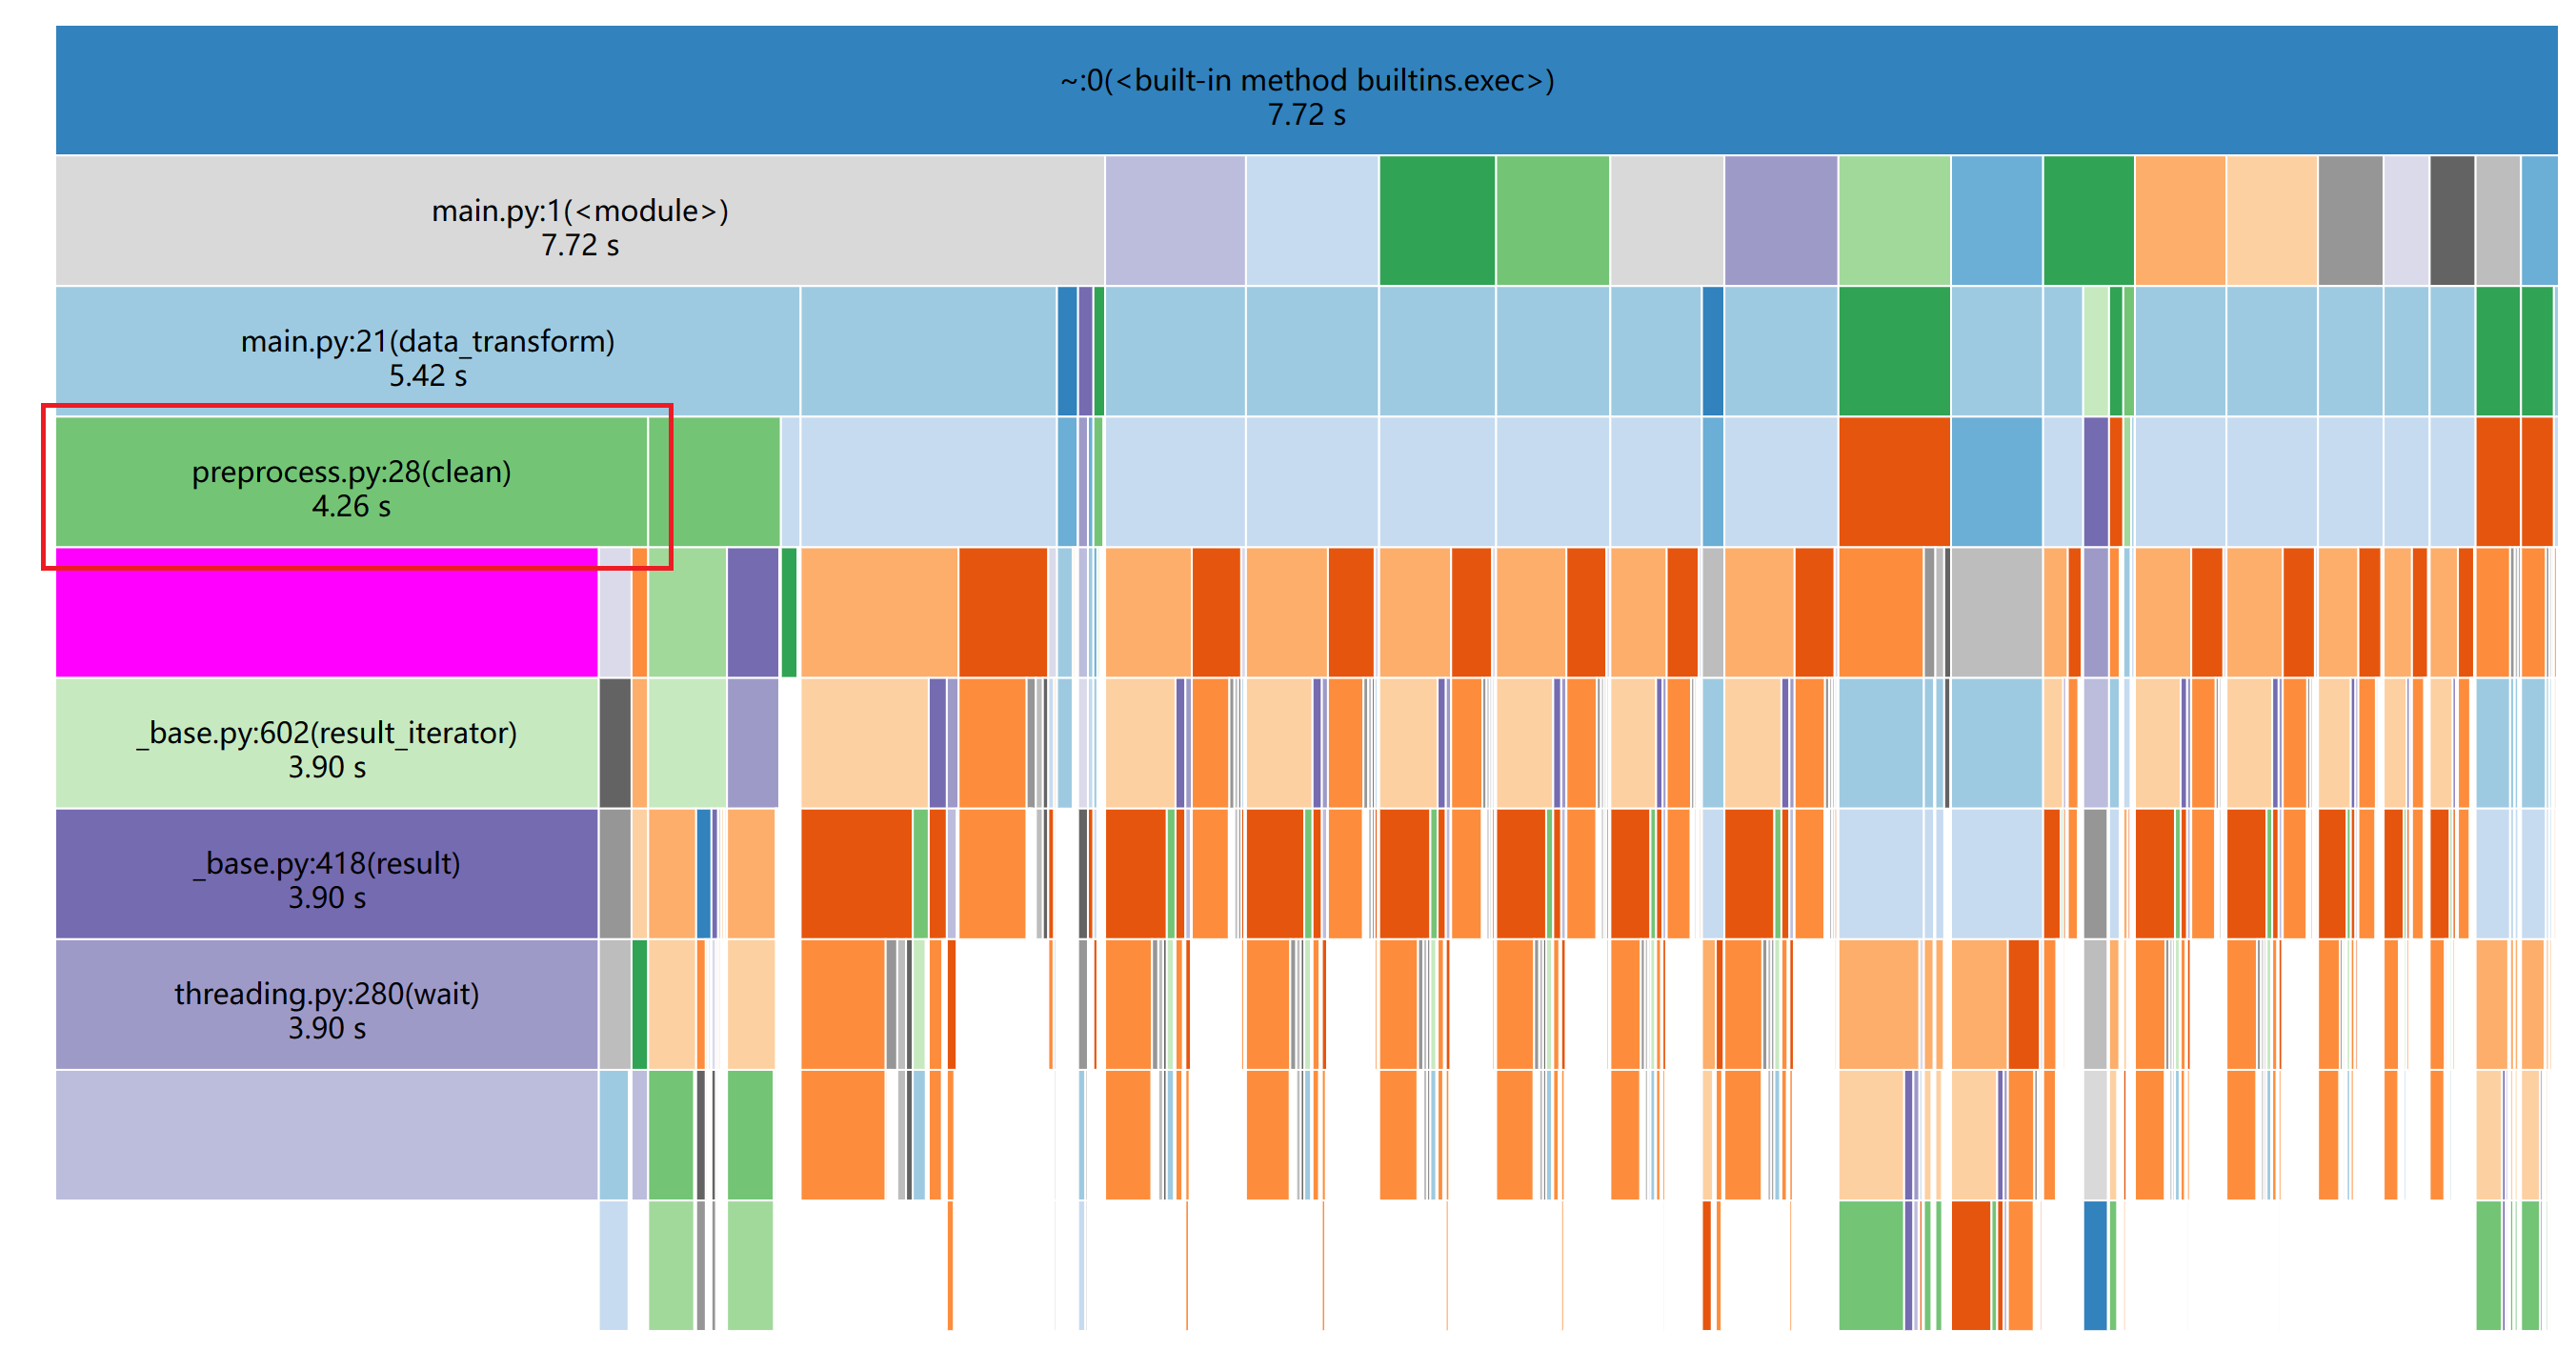 ~:0(<built-in method builtins.exec>)
7.72 s
main.py:1(<module>)
7.72 s
main.py:21(data_transform)
5.42 s
preprocess.py:28(clean)
4.26 s
_base.py:602(result_iterator)
3.90 s
_base.py:418(result)
3.90 s
threading.py:280(wait)
3.90 s